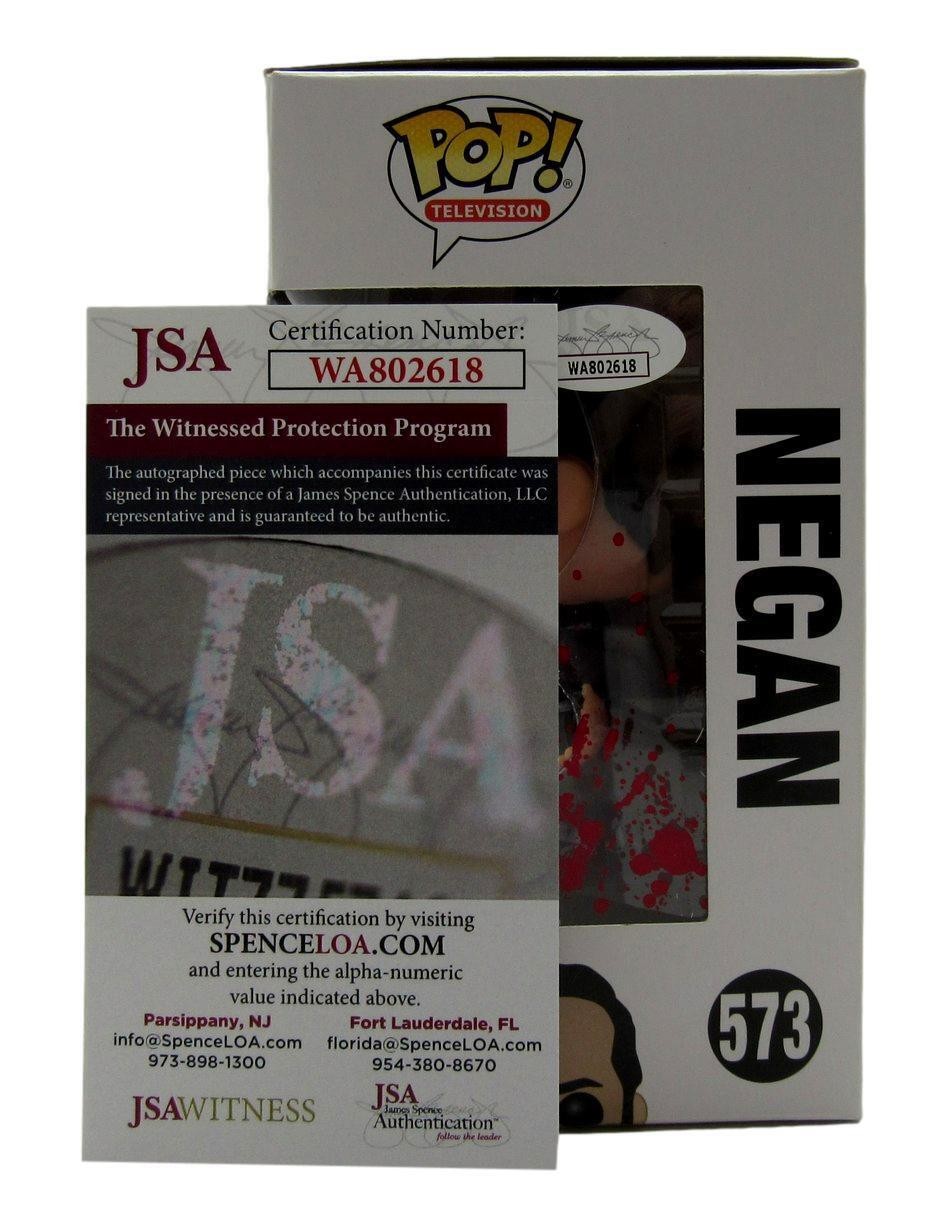 POP!®
TELEVISION
JSA
Certification Number:
WA802618
The Witnessed Protection Program
The autographed piece which accompanies this certificate was
signed in the presence of a James Spence Authentication, LLC
representative and is guaranteed to be authentic.
WA802618
NEGAN
JSA
Verify this certification by visiting
SPENCELOA.COM
and entering the alpha-numeric
value indicated above.
Parsippany, NJ
info@SpenceLOA.com
973-898-1300
Fort Lauderdale, FL
florida@SpenceLOA.com
954-380-8670
JSAWITNESS
JSA
James Spence
Authentication™
follow the leader
573